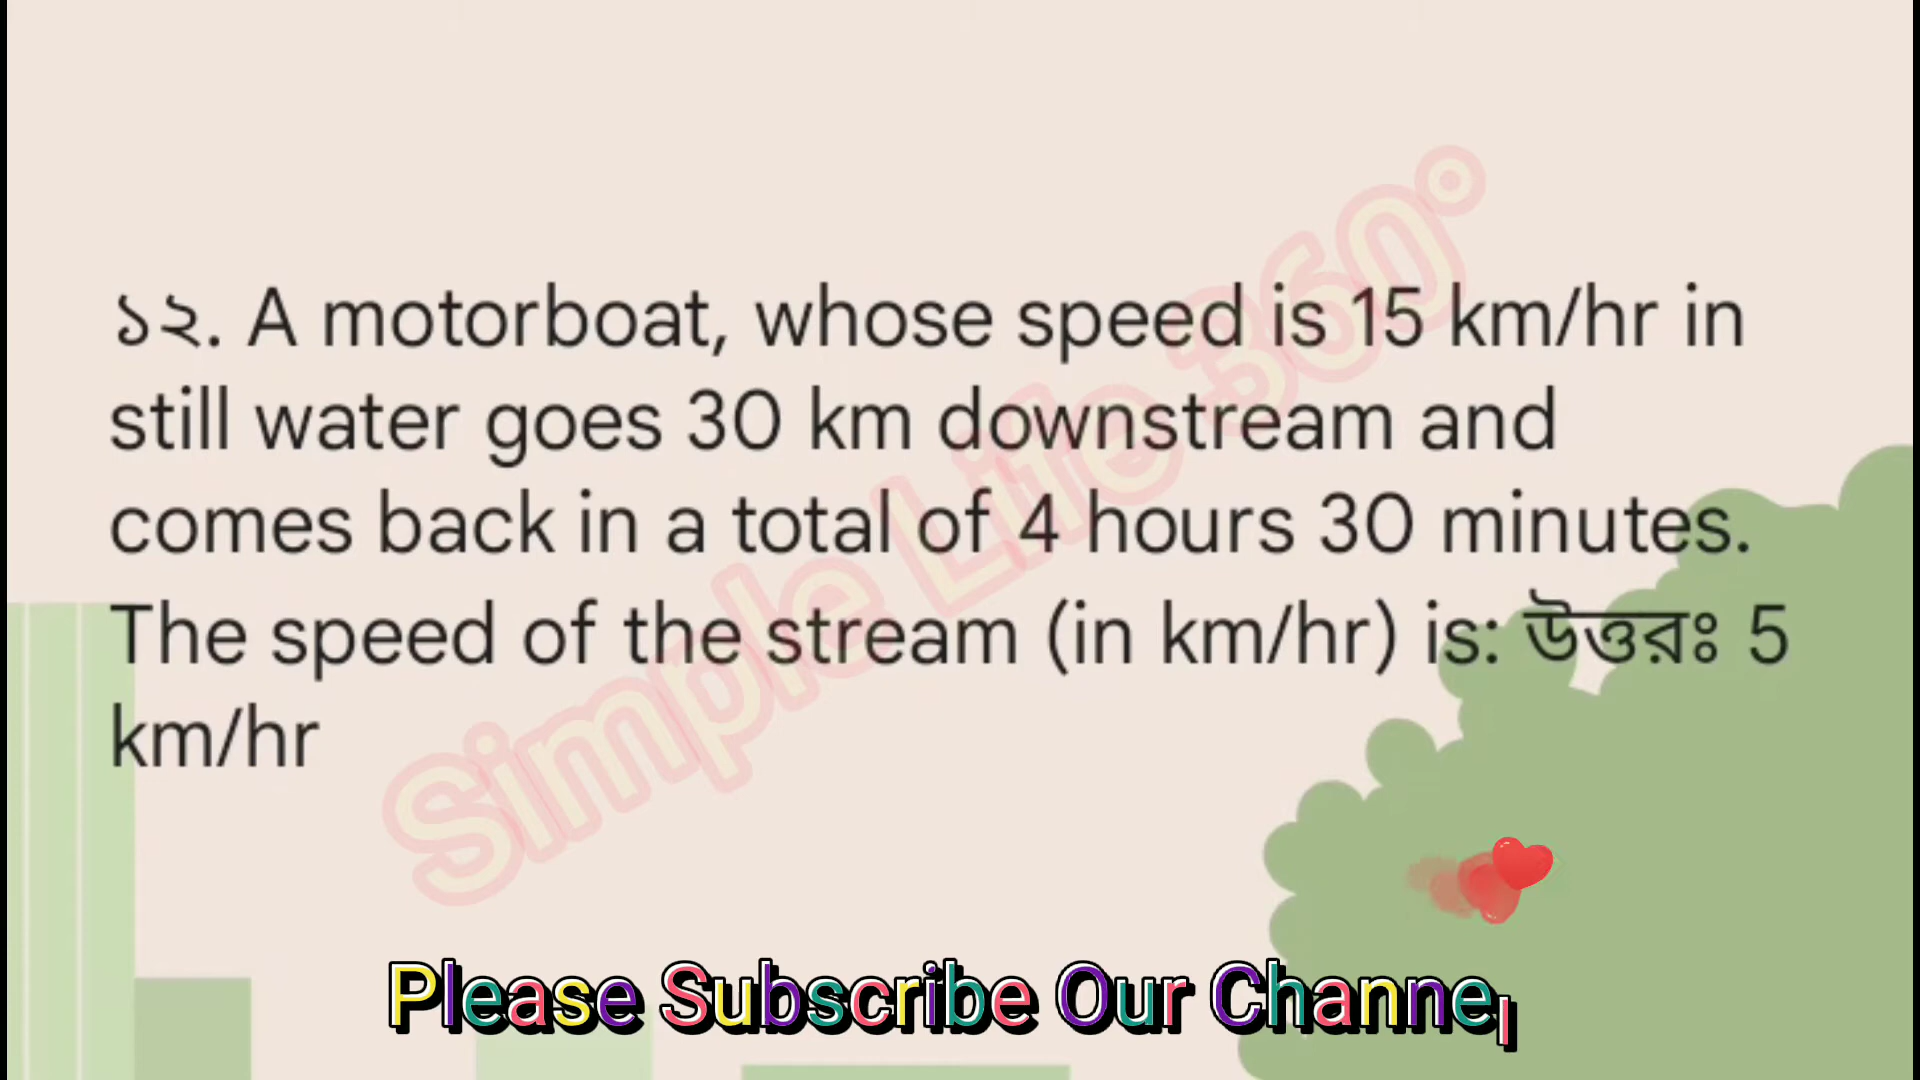 ১২. A motorboat, whose speed is 15 km/hr in
still water goes 30 km downstream and
comes back in a total of 4 hours 30 minutes.
The speed of the stream (in km/hr) is: উত্তরঃ 5
km/hr
Simple Life 360°
Please Subscribe Our Channel